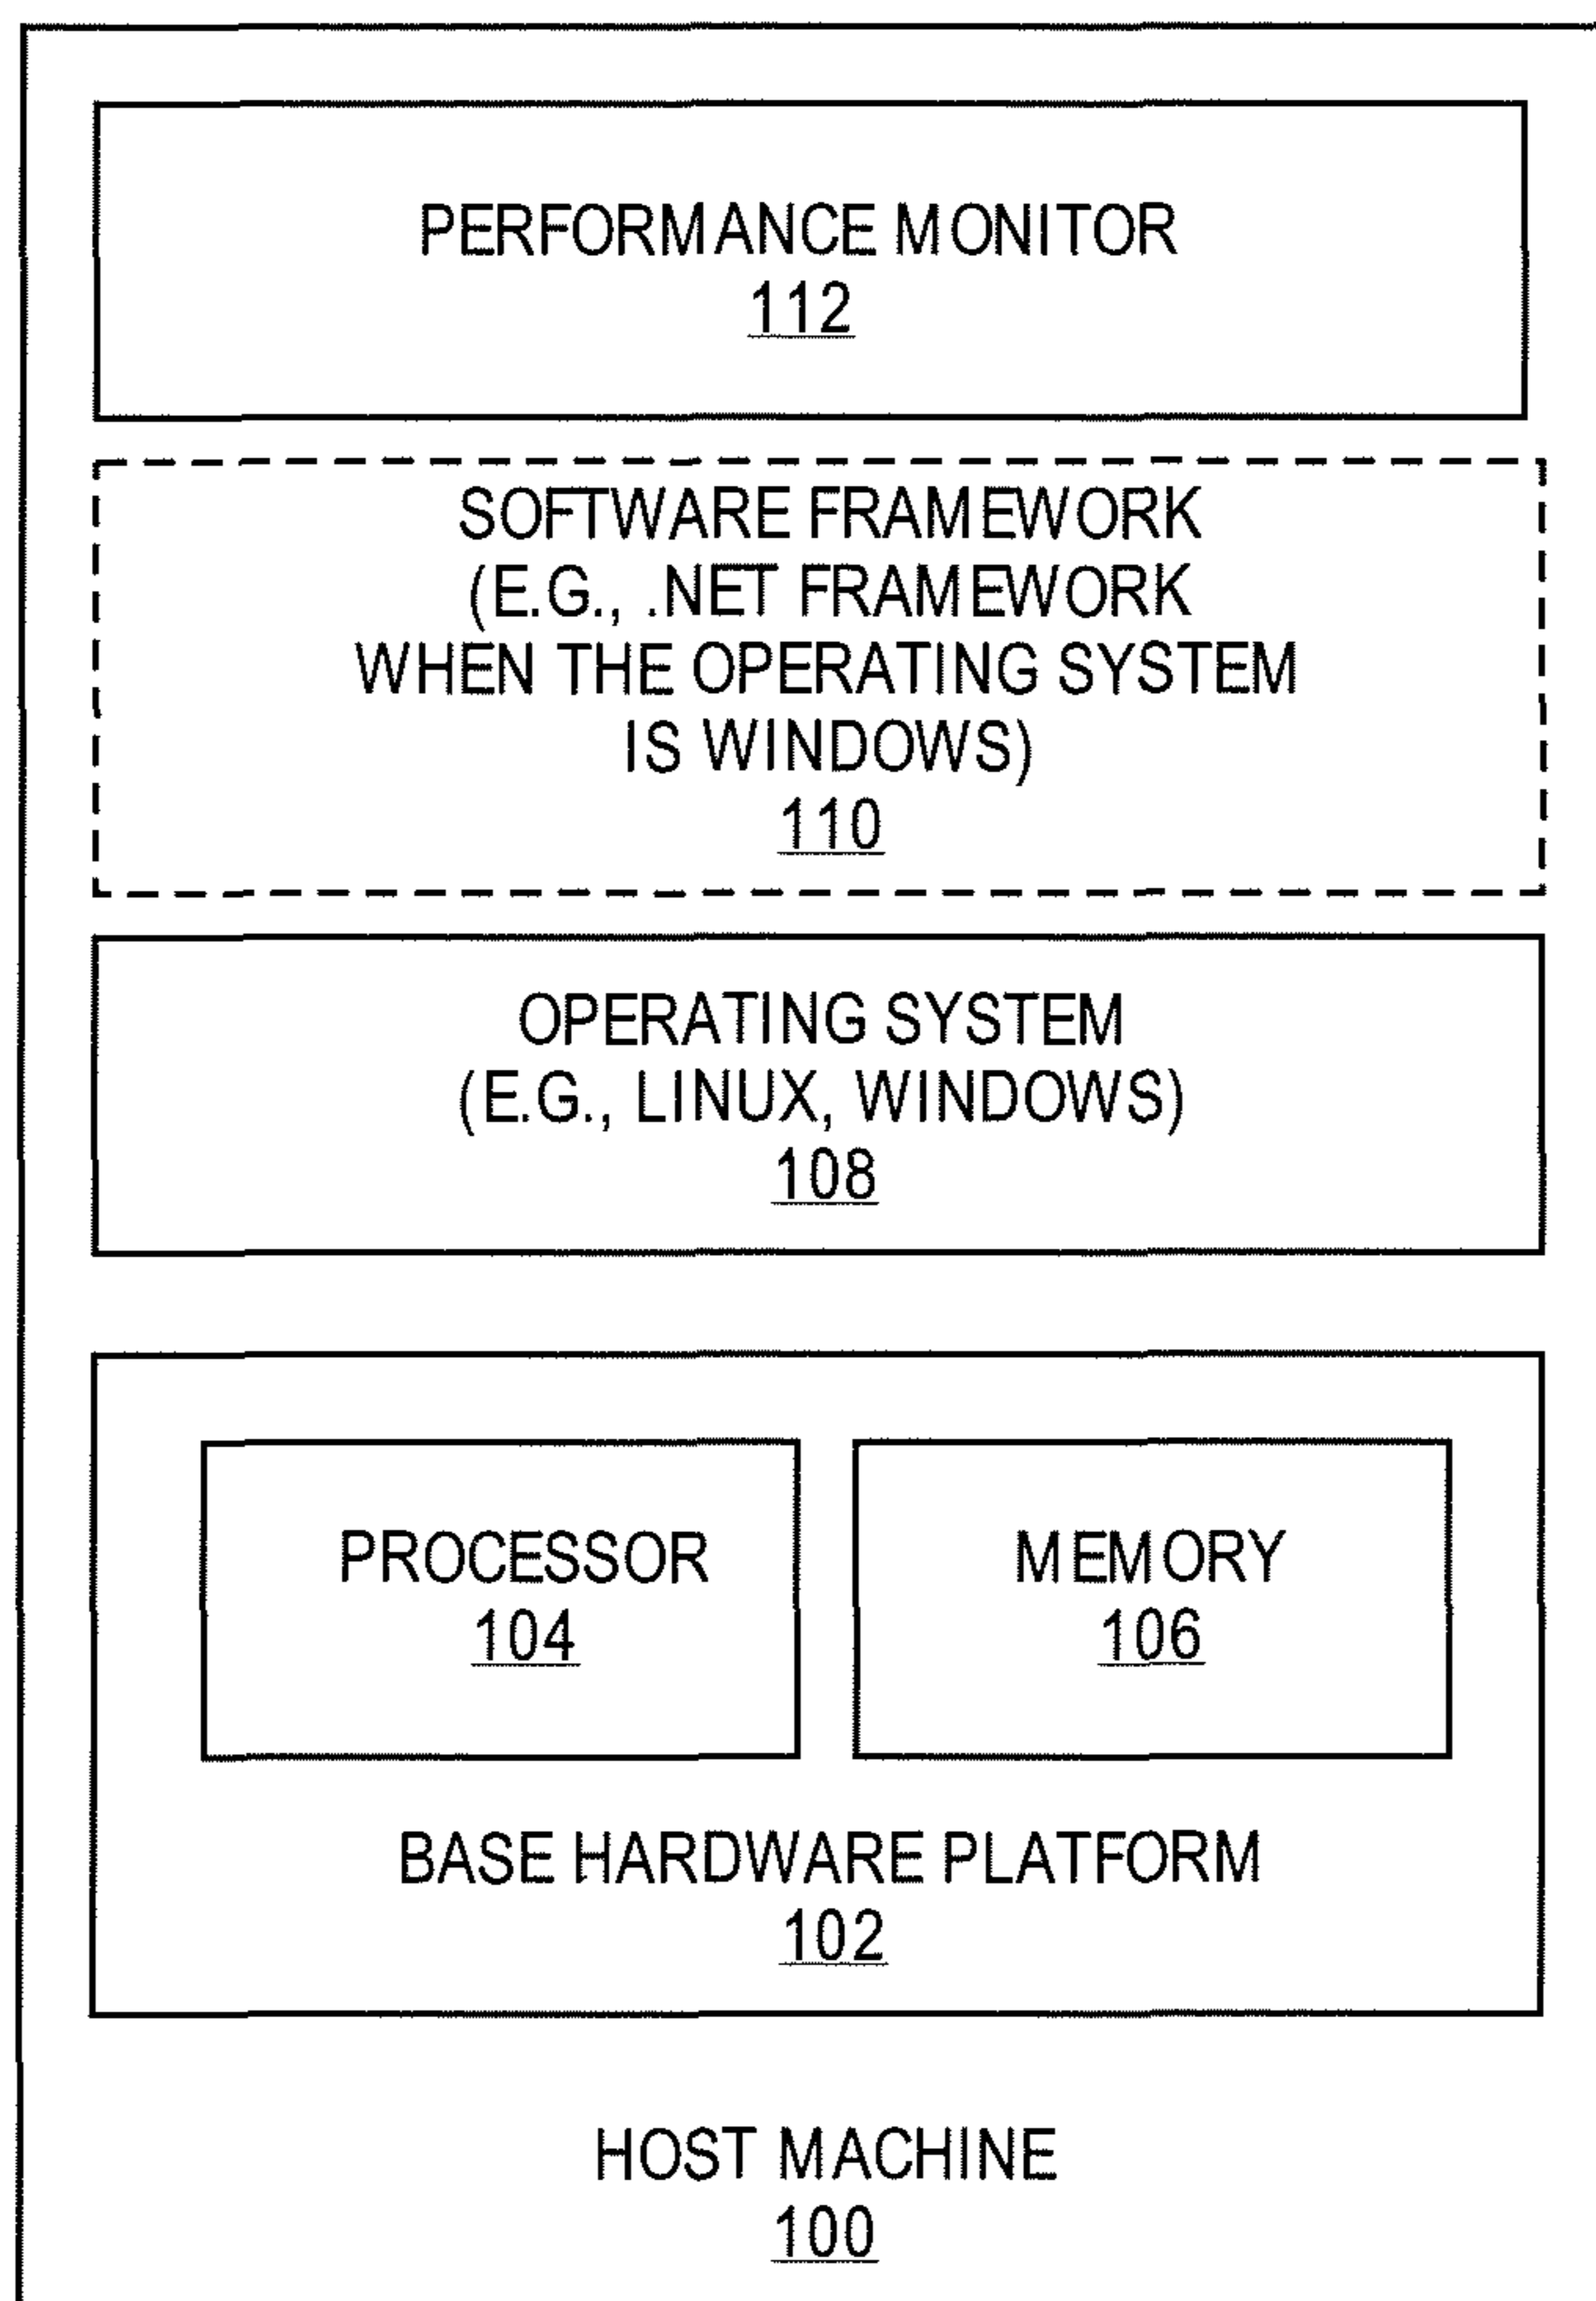 PERFORMANCE MONITOR
112
SOFTWARE FRAMEWORK
(E.G., .NET FRAMEWORK
WHEN THE OPERATING SYSTEM
IS WINDOWS)
110
OPERATING SYSTEM
(E.G., LINUX, WINDOWS)
108
PROCESSOR
104
MEMORY
106
BASE HARDWARE PLATFORM
102
HOST MACHINE
100